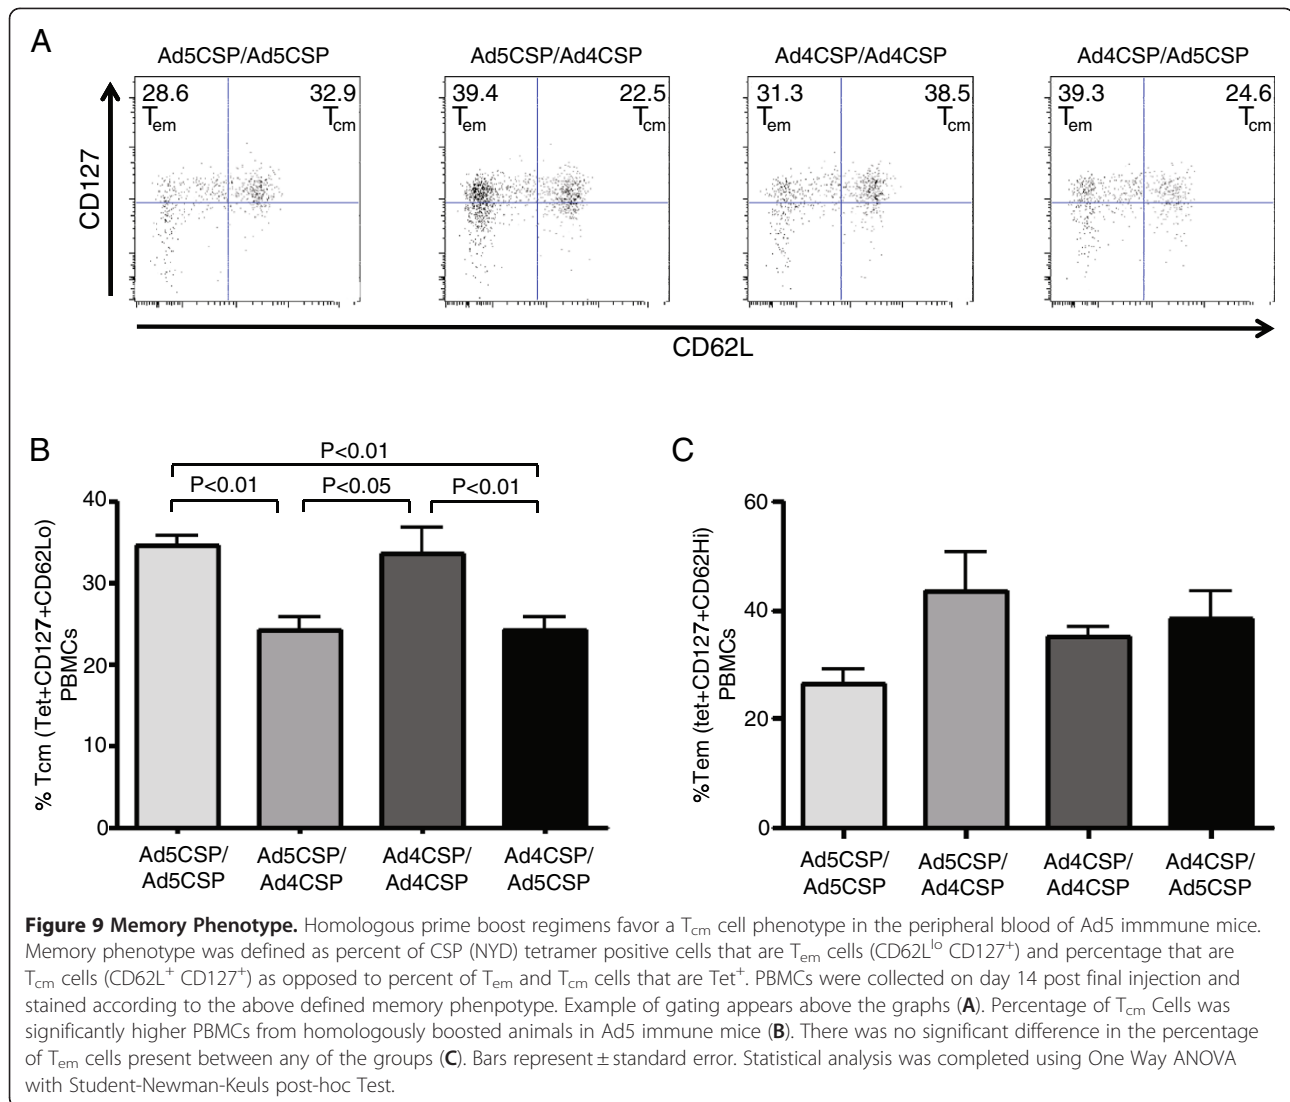 A
Ad5CSP/Ad5CSP Ad5CSP/Ad4CSP Ad4CSP/Ad4CSP Ad4CSP/Ad5CSP
28.6 32.9 39.4 22.5 31.3 38.5 39.3 24.6
Tem Tcm Tem Tcm Tem Tcm Tem Tcm
CD127
CD62L
B
P<0.01
P<0.01 P<0.05 P<0.01
% Tcm (Tet+CD127+CD62Lo)
PBMCs
40
30
20
10
0
Ad5CSP/ Ad5CSP/ Ad4CSP/ Ad4CSP/
Ad5CSP Ad4CSP Ad4CSP Ad5CSP
C
%Tem (tet+CD127+CD62Hi)
PBMCs
60
40
20
0
Ad5CSP/ Ad5CSP/ Ad4CSP/ Ad4CSP/
Ad5CSP Ad4CSP Ad4CSP Ad5CSP
Figure 9 Memory Phenotype. Homologous prime boost regimens favor a Tcm cell phenotype in the peripheral blood of Ad5 immmune mice.
Memory phenotype was defined as percent of CSP (NYD) tetramer positive cells that are Tem cells (CD62Llo CD127+) and percentage that are
Tcm cells (CD62L+ CD127+) as opposed to percent of Tem and Tcm cells that are Tet+. PBMCs were collected on day 14 post final injection and
stained according to the above defined memory phenpotype. Example of gating appears above the graphs (A). Percentage of Tcm Cells was
significantly higher PBMCs from homologously boosted animals in Ad5 immune mice (B). There was no significant difference in the percentage
of Tem cells present between any of the groups (C). Bars represent ± standard error. Statistical analysis was completed using One Way ANOVA
with Student-Newman-Keuls post-hoc Test.